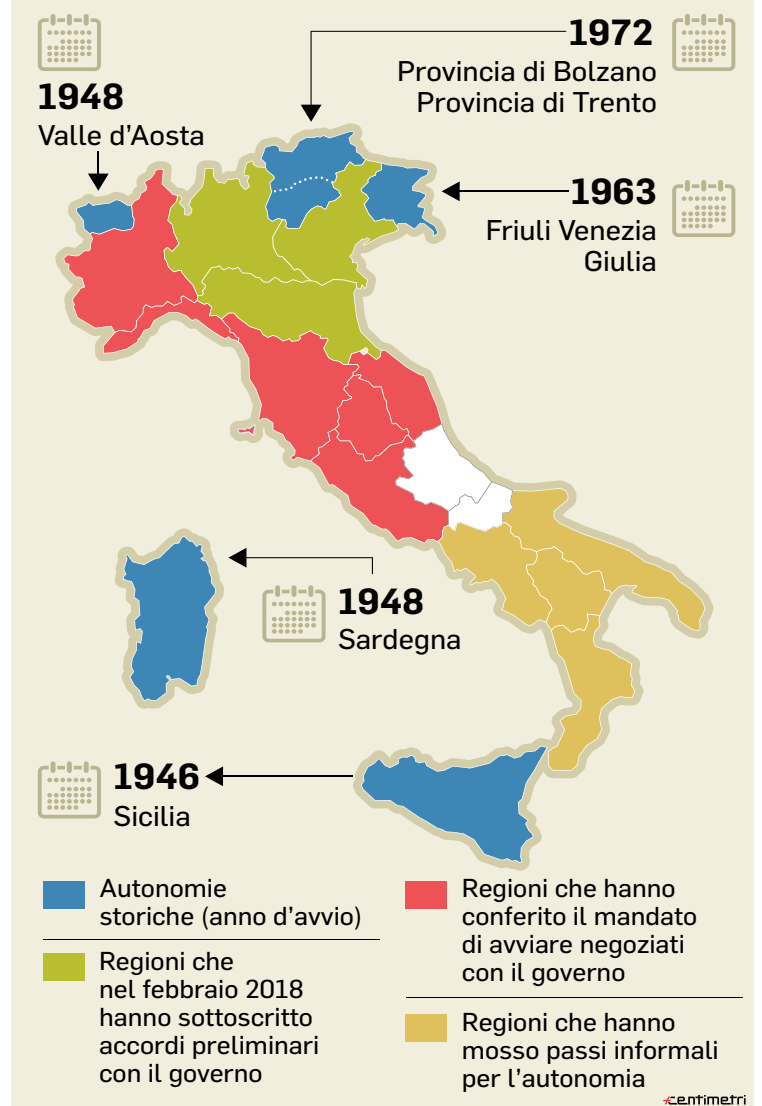 1972
Provincia di Bolzano
Provincia di Trento
1948
Valle d'Aosta
1963
Friuli Venezia
Giulia
1948
Sardegna
1946
Sicilia
Autonomie
storiche (anno d'avvio)
Regioni che
nel febbraio 2018
hanno sottoscritto
accordi preliminari
con il governo
Regioni che hanno
conferito il mandato
di avviare negoziati
con il governo
Regioni che hanno
mosso passi informali
per l'autonomia
centimetri